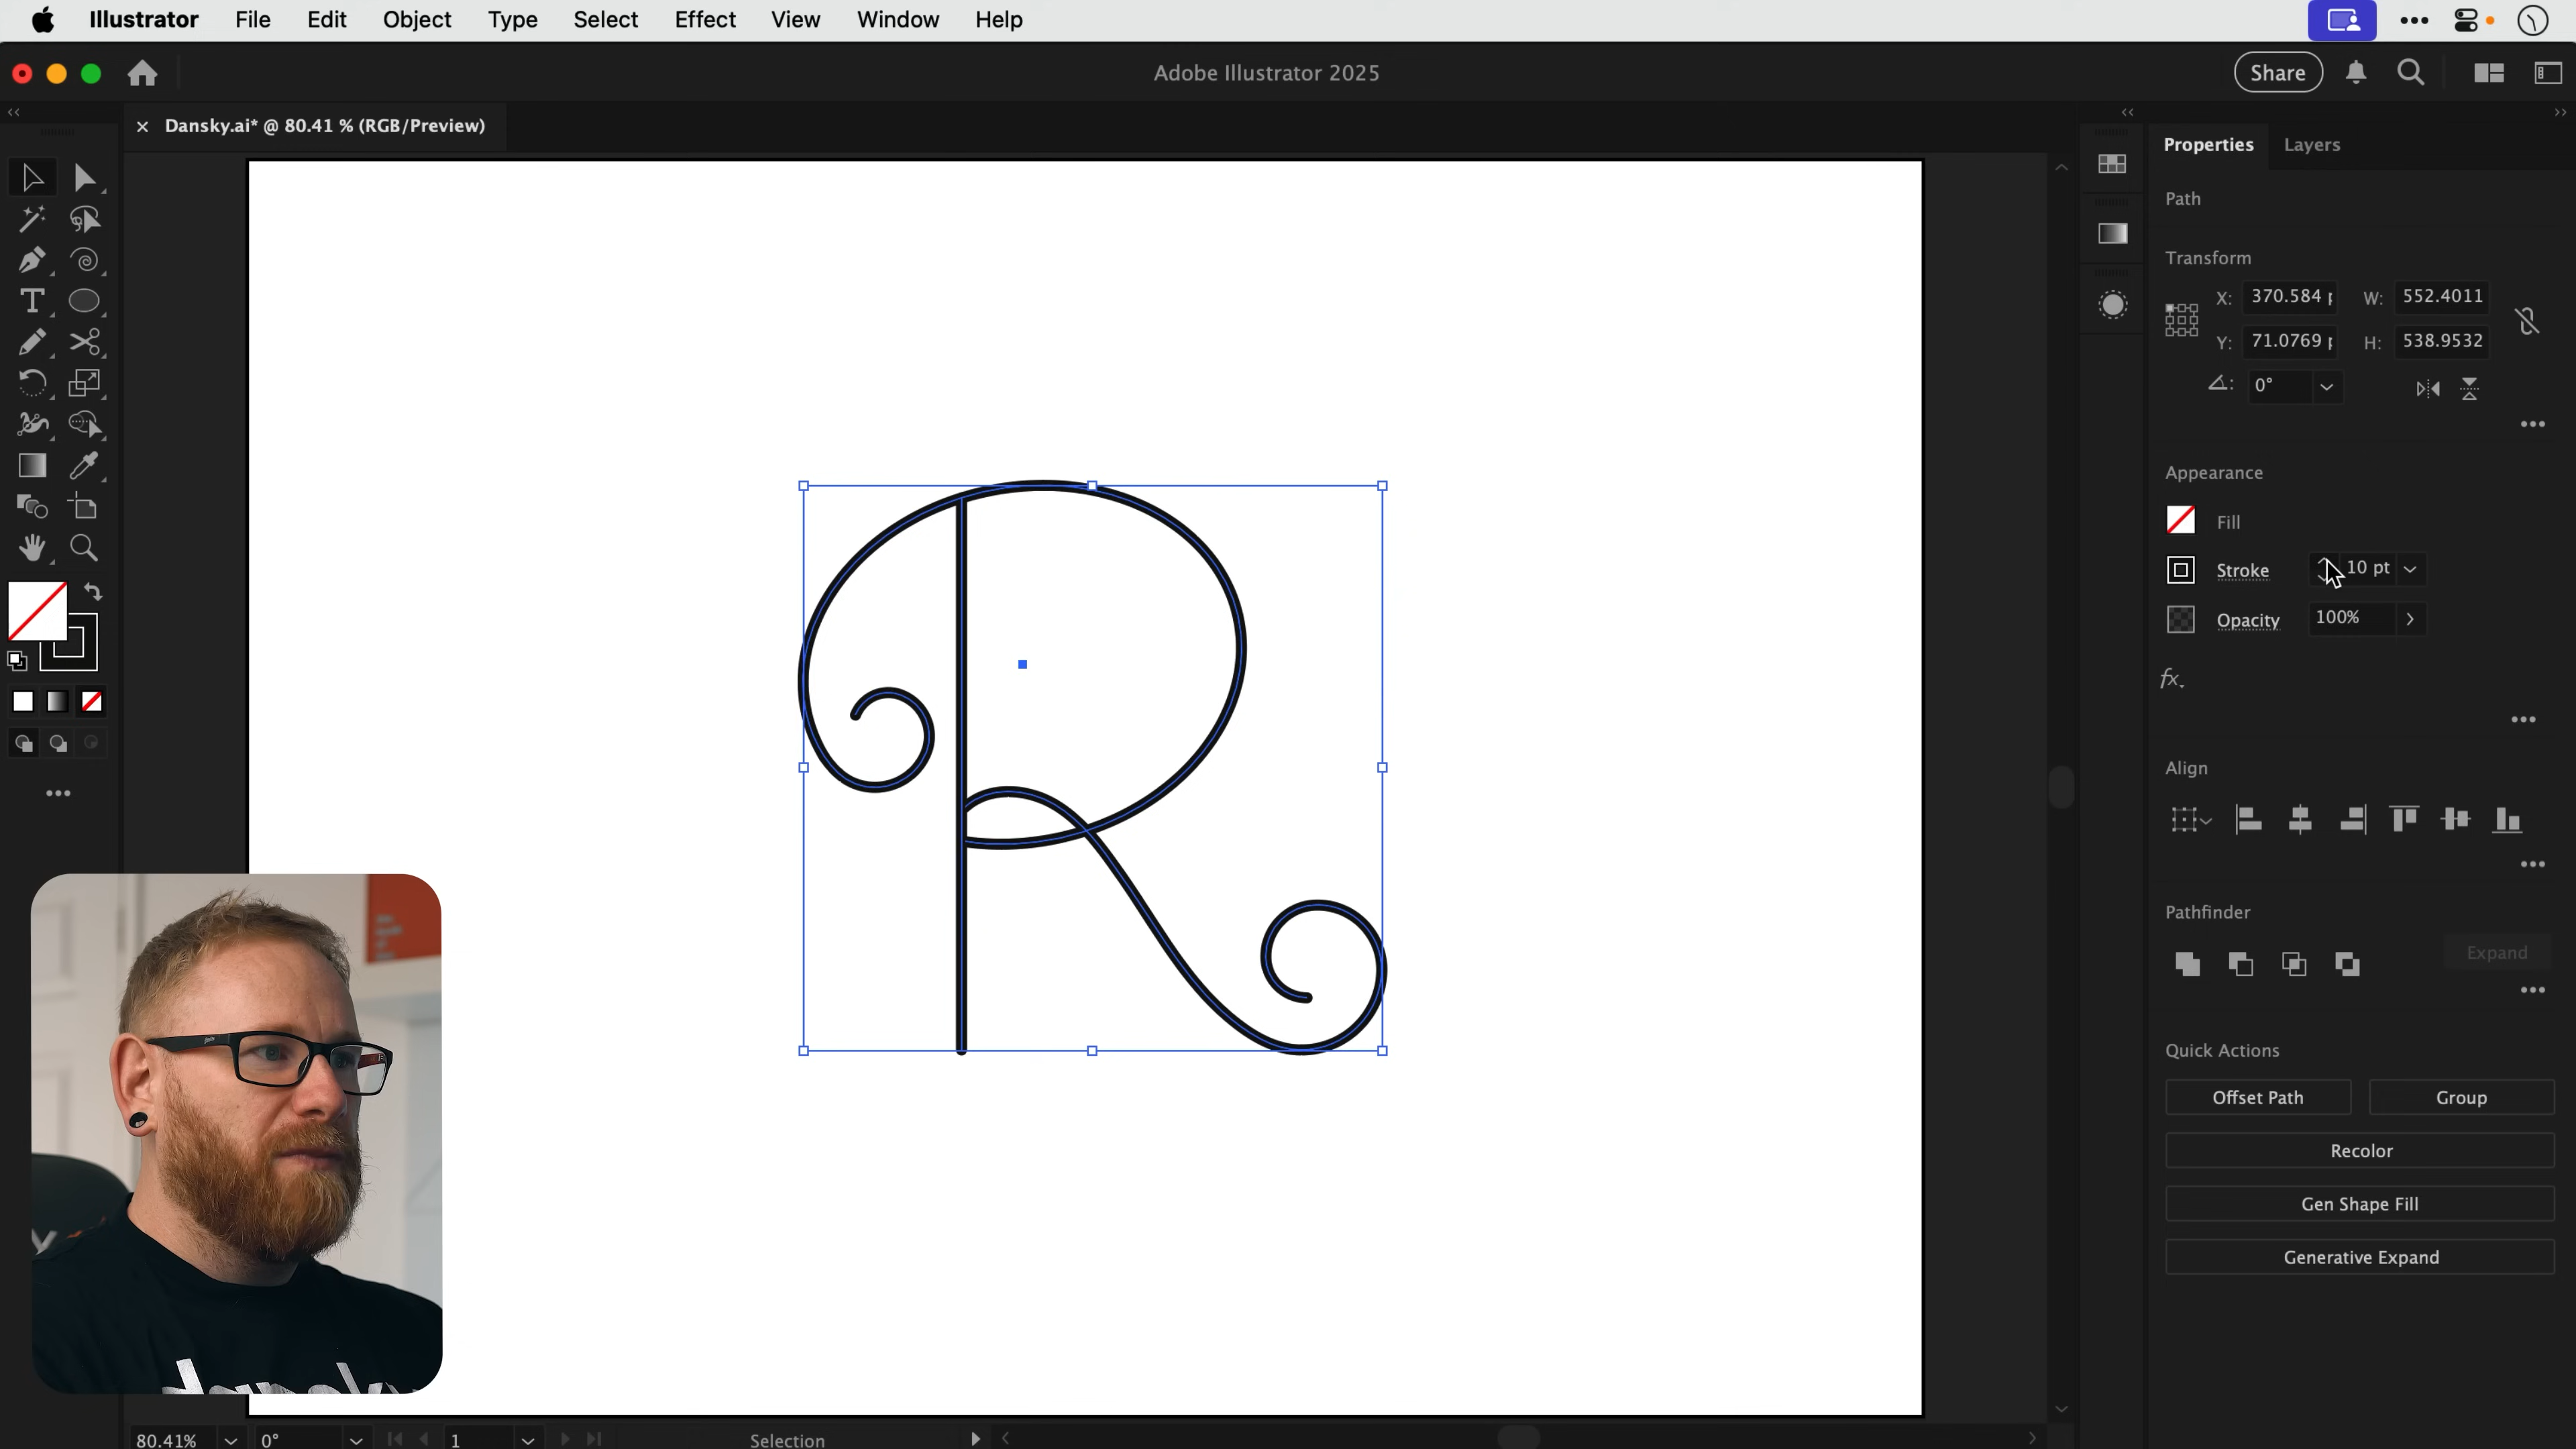 Illustrator File Edit Object Type Select Effect View Window Help
Adobe Illustrator 2025
Share
× Dansky.ai* @ 80.41 % (RGB/Preview)
Properties Layers
Path
Transform
X: 370.584 W: 552.4011
Y: 71.0769 H: 538.9532
0°
Appearance
Fill
Stroke 10 pt
Opacity 100%
fx.
Align
Pathfinder
Expand
Quick Actions
Offset Path Group
Recolor
Gen Shape Fill
Generative Expand
R
80.41% 0° 1 Selection